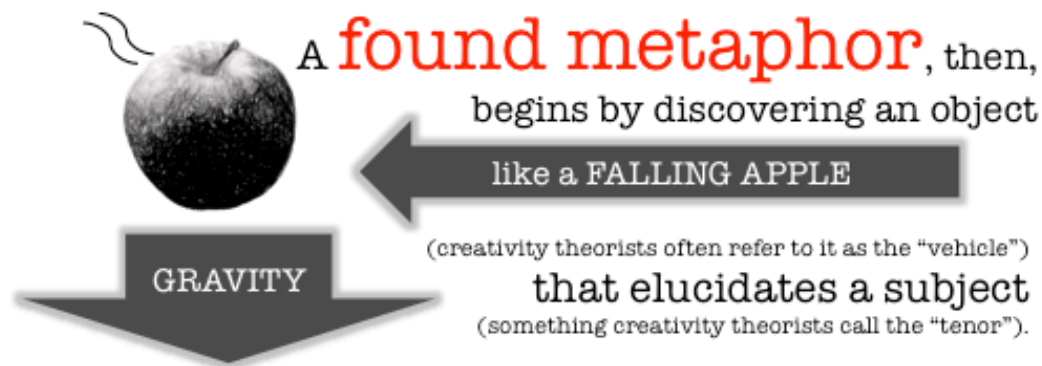 A found metaphor, then,
begins by discovering an object
like a FALLING APPLE
(creativity theorists often refer to it as the “vehicle”)
GRAVITY
that elucidates a subject
(something creativity theorists call the “tenor”).